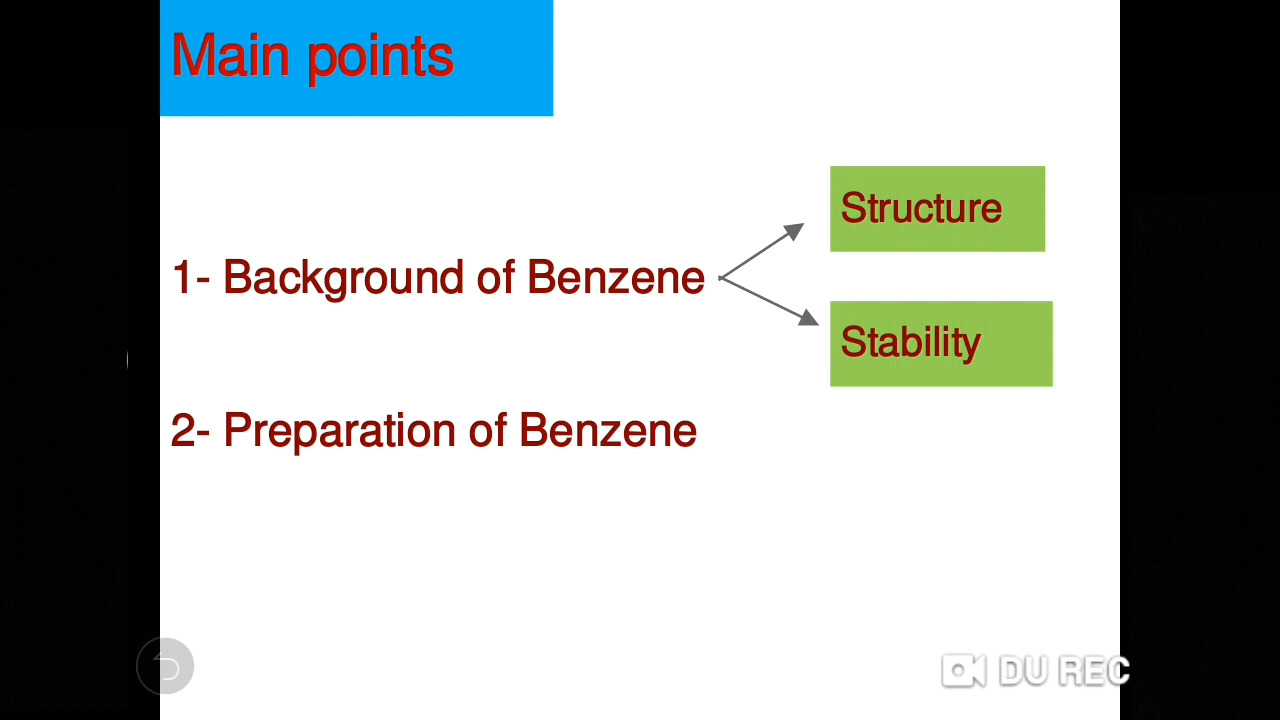 Main points
Structure
1- Background of Benzene
Stability
2- Preparation of Benzene
DU REC